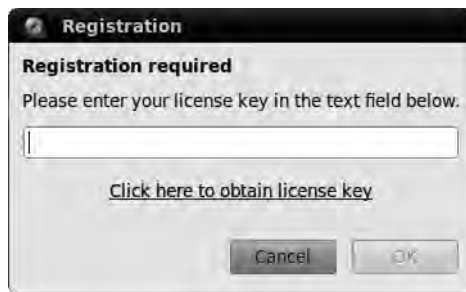 Registration
Registration required
Please enter your license key in the text field below.
Click here to obtain license key
Cancel
OK